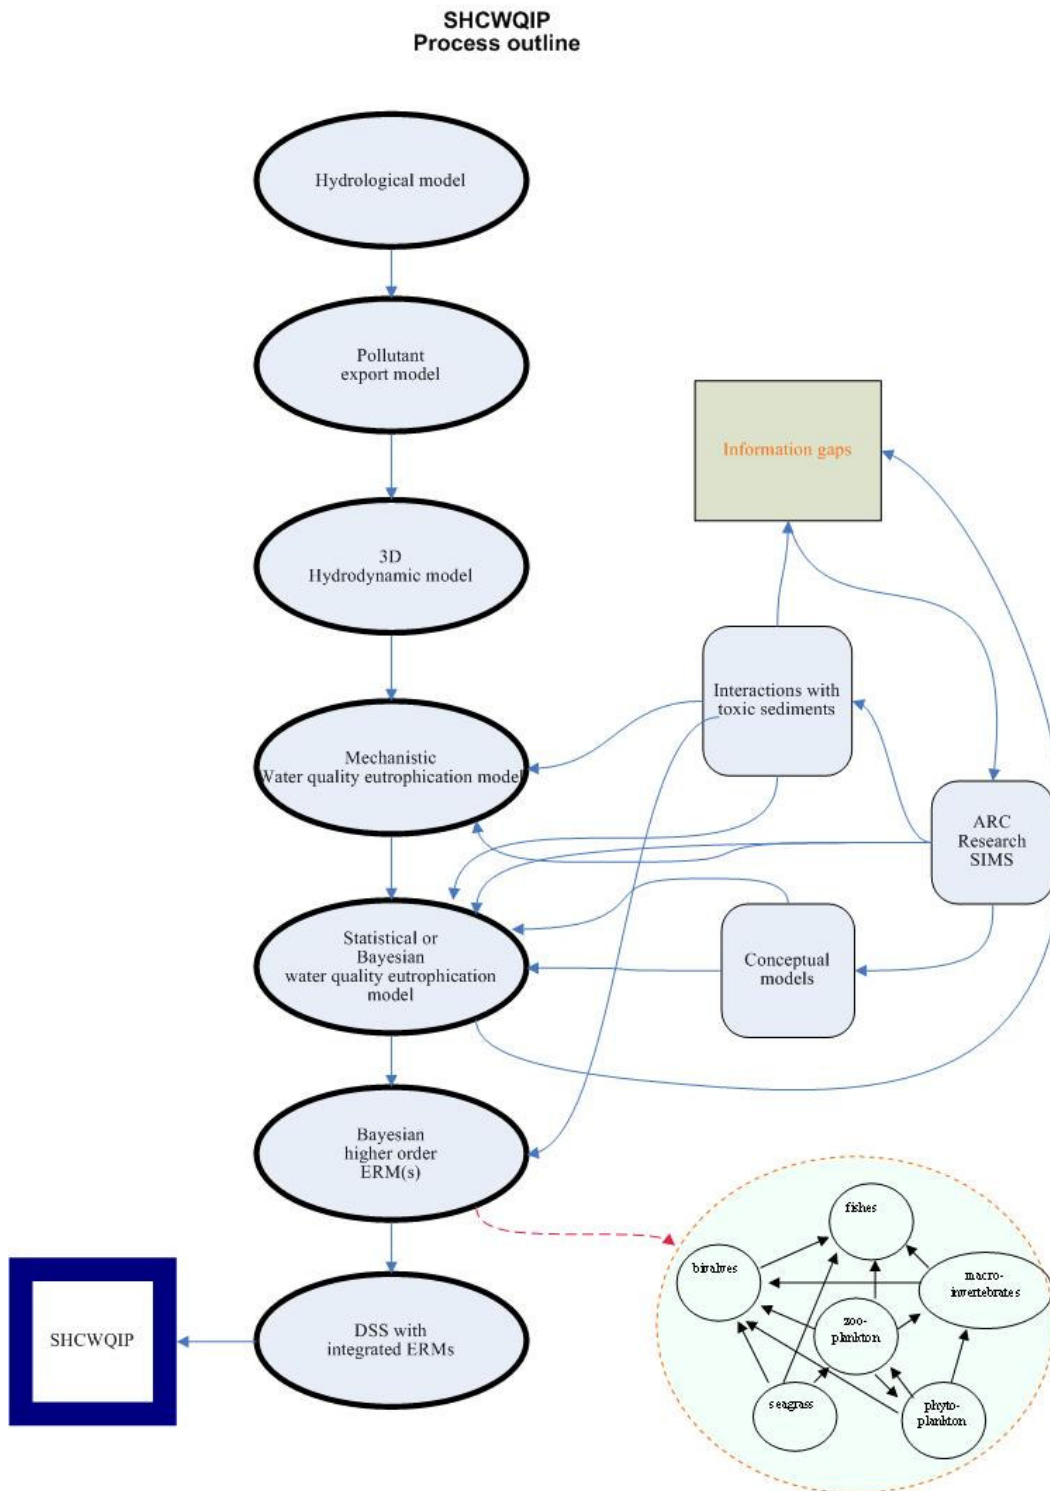 SHCWQIP
Process outline
Hydrological model
Pollutant
export model
Information gaps
3D
Hydrodynamic model
Interactions with
toxic sediments
Mechanistic
Water quality eutrophication model
ARC
Research
SIMS
Statistical or
Bayesian
water quality eutrophication
model
Conceptual
models
Bayesian
higher order
ERM(s)
fishes
bivalves
macro-
invertebrates
zoo-
plankton
seagrass
phyto-
plankton
DSS with
integrated ERMs
SHCWQIP